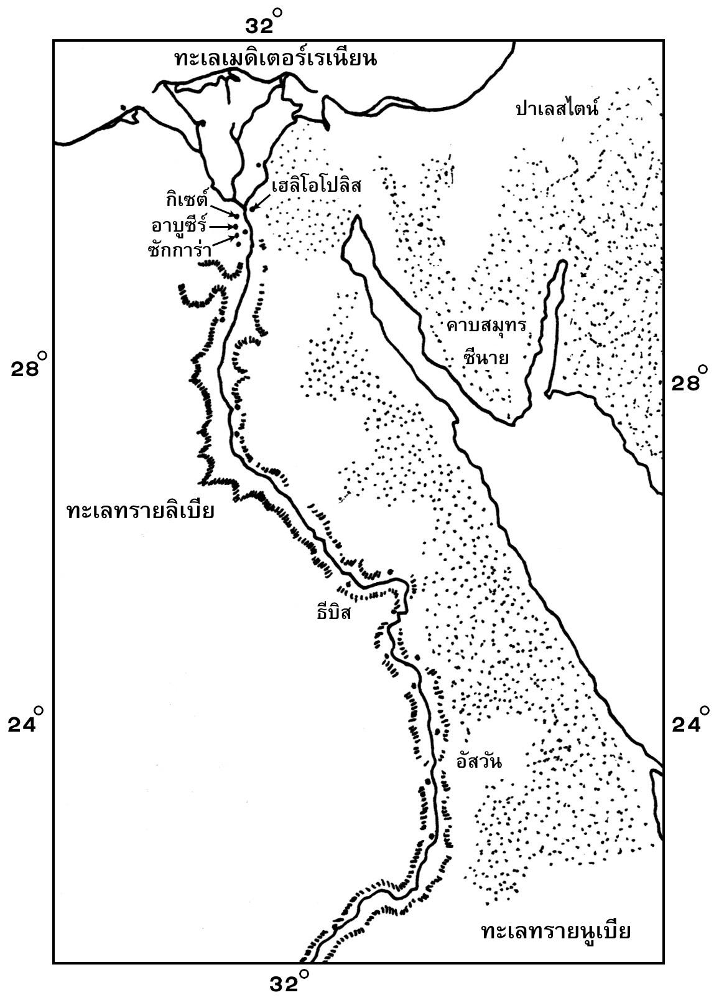 32°
ทะเลเมดิเตอร์เรเนียน
ปาเลสไตน์
เฮลิโอโปลิส
กิเซต์
อาบูซีร์
ซักการ่า
คาบสมุทร
ซีนาย
28°
28°
ทะเลทรายลิเบีย
ธีบิส
24°
24°
อัสวัน
ทะเลทรายนูเบีย
32°